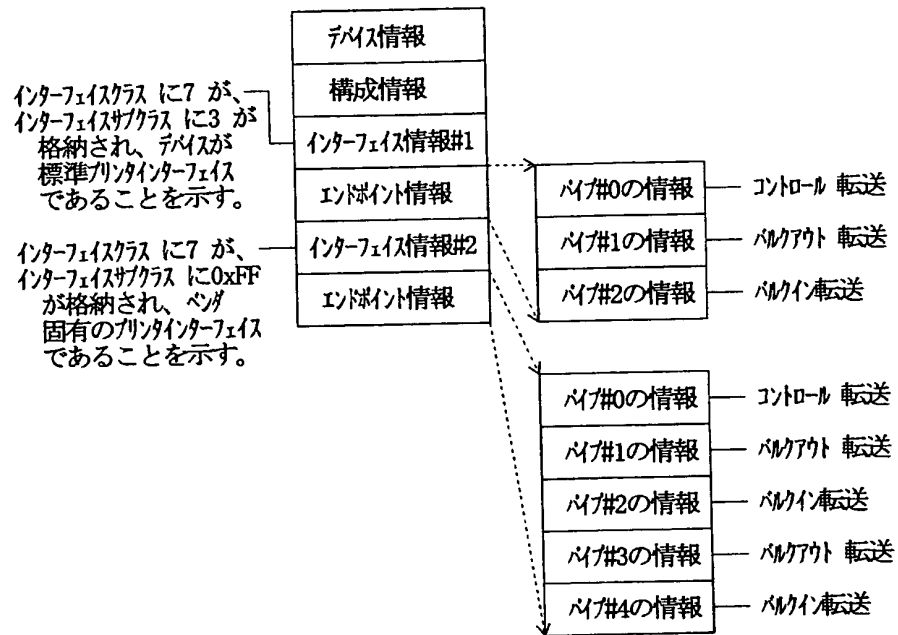 デバイス情報
構成情報
インターフェイス情報#1
エンドポイント情報
インターフェイス情報#2
エンドポイント情報
インターフェイスクラス に7 が、
インターフェイスサブクラス に3 が
格納され、デバイスが
標準プリンタインターフェイス
であることを示す。
インターフェイスクラス に7 が、
インターフェイスサブクラス に0xFF
が格納され、ベンダ
固有のプリンタインターフェイス
であることを示す。
パイプ#0の情報 コントロール 転送
パイプ#1の情報 バルクアウト 転送
パイプ#2の情報 バルクイン転送
パイプ#0の情報 コントロール 転送
パイプ#1の情報 バルクアウト 転送
パイプ#2の情報 バルクイン転送
パイプ#3の情報 バルクアウト 転送
パイプ#4の情報 バルクイン転送